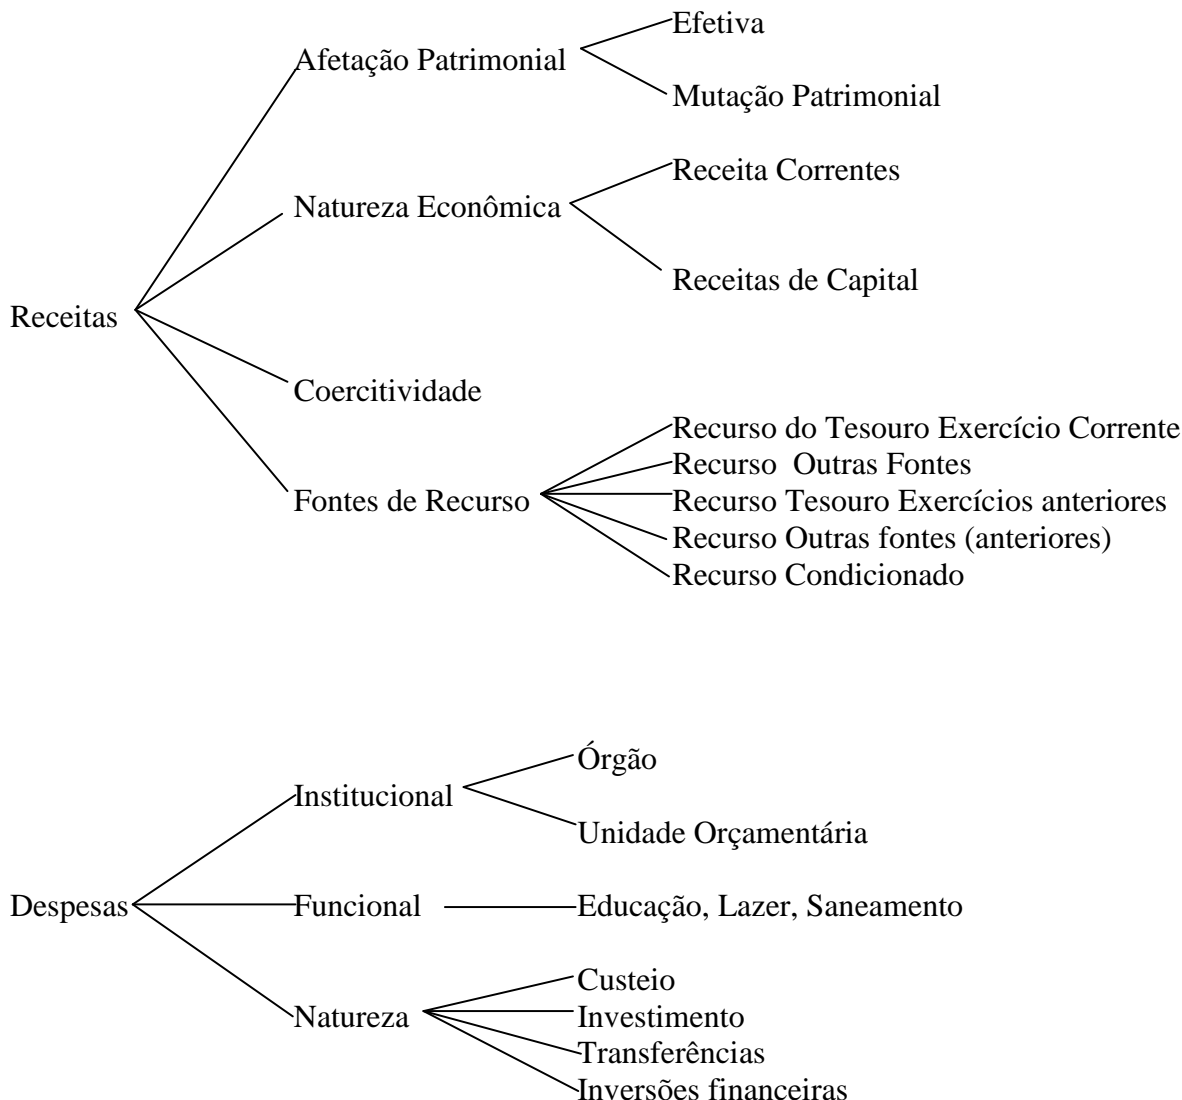 Efetiva
Afetação Patrimonial
Mutação Patrimonial
Receita Correntes
Natureza Econômica
Receitas de Capital
Receitas
Coercitividade
Recurso do Tesouro Exercício Corrente
Recurso  Outras Fontes
Fontes de Recurso
Recurso Tesouro Exercícios anteriores
Recurso Outras fontes (anteriores)
Recurso Condicionado
Órgão
Institucional
Unidade Orçamentária
Despesas
Funcional
Educação, Lazer, Saneamento
Custeio
Natureza
Investimento
Transferências
Inversões financeiras